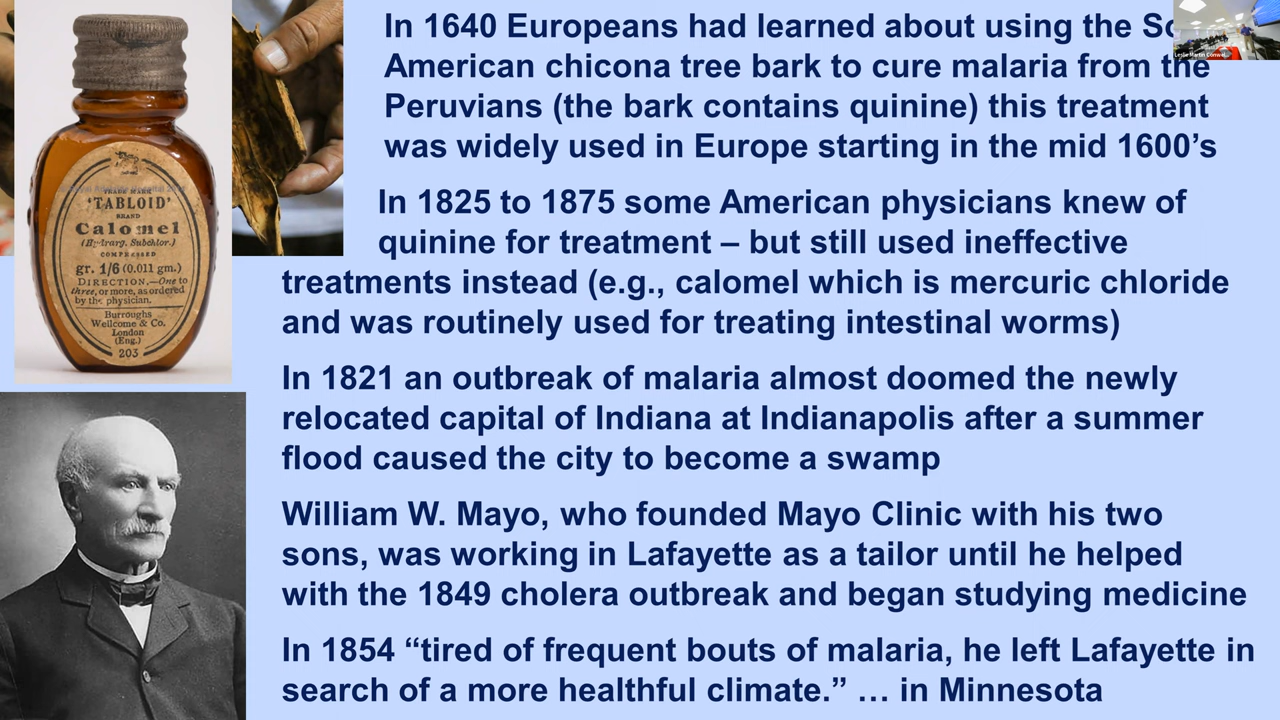 In 1640 Europeans had learned about using the
American chicona tree bark to cure malaria from the
Peruvians (the bark contains quinine) this treatment
was widely used in Europe starting in the mid 1600’s
In 1825 to 1875 some American physicians knew of
quinine for treatment – but still used ineffective
treatments instead (e.g., calomel which is mercuric chloride
and was routinely used for treating intestinal worms)
In 1821 an outbreak of malaria almost doomed the newly
relocated capital of Indiana at Indianapolis after a summer
flood caused the city to become a swamp
William W. Mayo, who founded Mayo Clinic with his two
sons, was working in Lafayette as a tailor until he helped
with the 1849 cholera outbreak and began studying medicine
In 1854 “tired of frequent bouts of malaria, he left Lafayette in
search of a more healthful climate.” … in Minnesota
TRADE MARK
'TABLOID'
BRAND
Calomel
(Hydrarg. Subchlor.)
COMPRESSED
gr. 1/6 (0.011 gm.)
DIRECTION.—One to
three, or more, as ordered
by the physician.
Burroughs
Wellcome & Co.
London
(Eng.)
203
Leslie Martin Conwel...